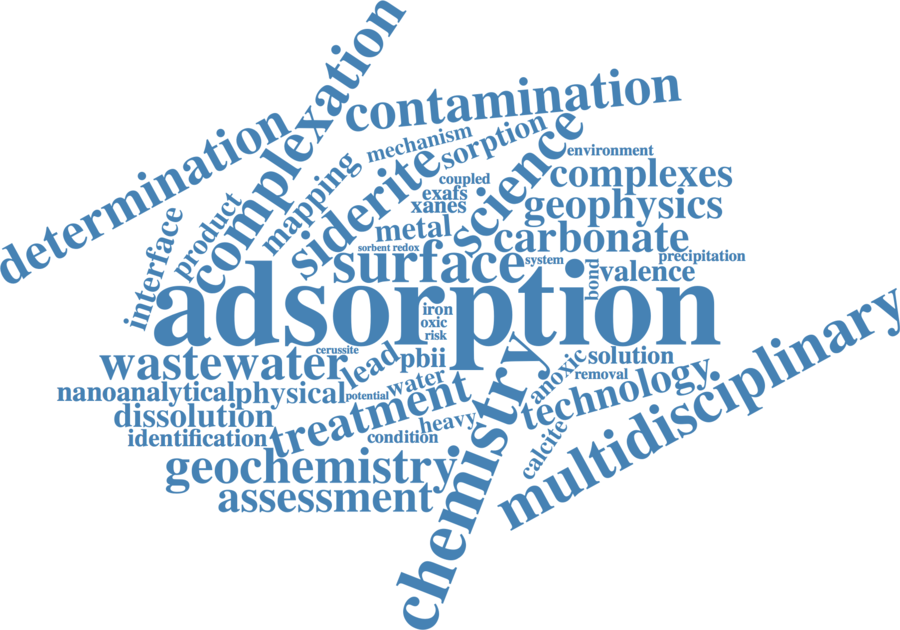 complexation
contamination
determination
mechanism
sorption
science
environment
mapping
siderite
coupled
complexes
exafs
xanes
geophysics
product
interface
metal
carbonate
sorbent redox
surface
system
precipitation
bond
valence
adsorption
iron
oxic
risk
multidisciplinary
wastewater
cerussite
lead
pbii
anoxic
solution
removal
nanoanalytical
physical
potential
water
technology
treatment
dissolution
heavy
chemistry
identification
condition
calcite
geochemistry
assessment